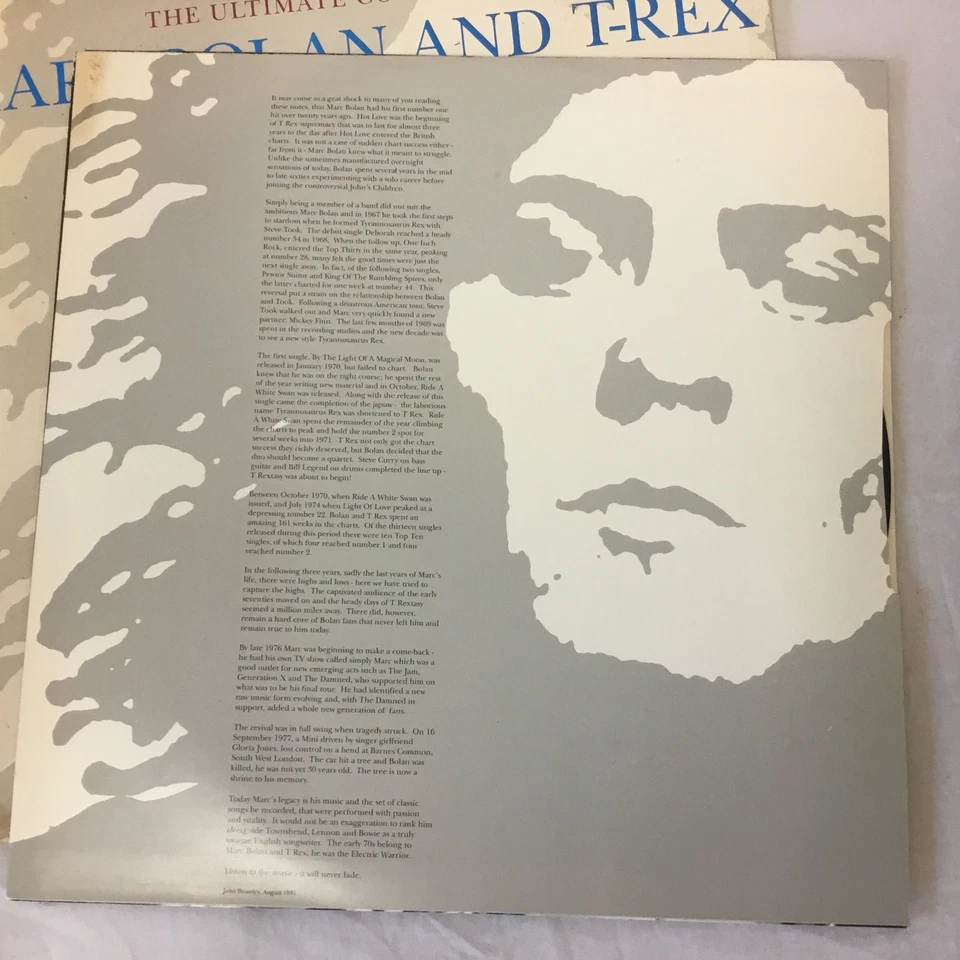 THE ULTIMATE
BOLAN AND T-REX
It may come as a great shock to many of you reading
these notes, that Marc Bolan had his first number one
hit over twenty years ago. Hot Love was the beginning
of T Rex supremacy that was to last for almost three
years to the day after Hot Love entered the British
charts. It was not a case of sudden chart success either -
far from it - Marc Bolan knew what it meant to struggle.
Unlike the sometimes manufactured overnight
sensations of today, Bolan spent several years in the mid
to late sixties experimenting with a solo career before
joining the controversial John's Children.
Simply being a member of a band did not suit the
ambitious Marc Bolan and in 1967 he took the first steps
to stardom when he formed Tyrannosaurus Rex with
Steve Took. The debut single Deborah reached a heady
number 34 in 1968. When the follow up, One Inch
Rock, entered the Top Thirty in the same year, peaking
at number 28, many felt the good times were just the
next single away. In fact, of the following two singles,
Pewtor Suitor and King Of The Rumbling Spires, only
the latter charted for one week at number 44. This
reversal put a strain on the relationship between Bolan
and Took. Following a disastrous American tour, Steve
Took walked out and Marc very quickly found a new
partner: Mickey Finn. The last few months of 1969 was
spent in the recording studios and the new decade was
to see a new style Tyrannosaurus Rex.
The first single, By The Light Of A Magical Moon, was
released in January 1970, but failed to chart. Bolan
knew that he was on the right course; he spent the rest
of the year writing new material and in October, Ride A
White Swan was released. Along with the release of this
single came the completion of the jigsaw - the laborious
name Tyrannosaurus Rex was shortened to T Rex. Ride
A White Swan spent the remainder of the year climbing
the charts to peak and hold the number 2 spot for
several weeks into 1971. T Rex not only got the chart
success they richly deserved, but Bolan decided that the
duo should become a quartet. Steve Curry on bass
guitar and Bill Legend on drums completed the line up -
T Rextasy was about to begin!
Between October 1970, when Ride A White Swan was
issued, and July 1974 when Light Of Love peaked at a
depressing number 22, Bolan and T Rex spent an
amazing 161 weeks in the charts. Of the thirteen singles
released during this period there were ten Top Ten
singles, of which four reached number 1 and four
reached number 2.
In the following three years, sadly the last years of Marc's
life, there were highs and lows - here we have tried to
capture the highs. The captivated audience of the early
seventies moved on and the heady days of T Rextasy
seemed a million miles away. There did, however,
remain a hard core of Bolan fans that never left him and
remain true to him today.
By late 1976 Marc was beginning to make a come-back -
he had his own TV show called simply Marc which was a
good outlet for new emerging acts such as The Jam,
Generation X and The Damned, who supported him on
what was to be his final tour. He had identified a new
raw music form evolving and, with The Damned in
support, added a whole new generation of fans.
The revival was in full swing when tragedy struck. On 16
September 1977, a Mini driven by singer girlfriend
Gloria Jones, lost control on a bend at Barnes Common,
South West London. The car hit a tree and Bolan was
killed, he was not yet 30 years old. The tree is now a
shrine to his memory.
Today Marc's legacy is his music and the set of classic
songs he recorded, that were performed with passion
and vitality. It would not be an exaggeration to rank him
along side Townshend, Lennon and Bowie as a truly
unique English songwriter. The early 70s belong to
Marc Bolan and T Rex, he was the Electric Warrior.
Listen to the music - it will never fade.
John Brantley, August 1991